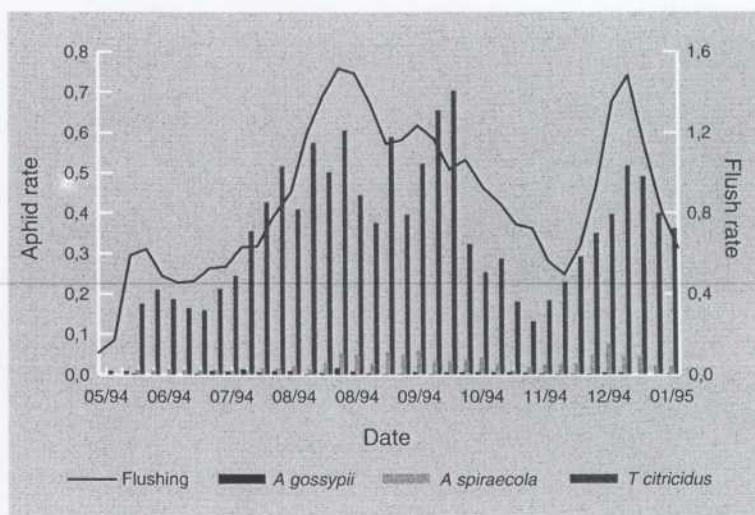 Aphid rate
0,8
0,7
0,6
0,5
0,4
0,3
0,2
0,1
0,0
Flush rate
1,6
1,2
0,8
0,4
0,0
05/94 06/94 07/94 08/94 08/94 09/94 10/94 11/94 12/94 01/95
Date
Flushing A gossypii A spiraecola T citricidus